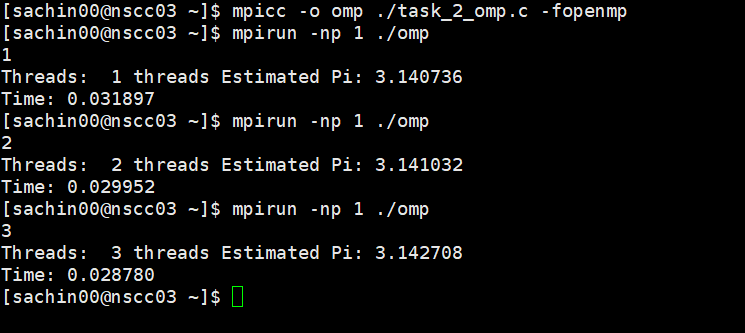 [sachin00@nscc03 ~]$ mpicc -o omp ./task_2_omp.c -fopenmp
[sachin00@nscc03 ~]$ mpirun -np 1 ./omp
1
Threads:  1 threads Estimated Pi: 3.140736
Time: 0.031897
[sachin00@nscc03 ~]$ mpirun -np 1 ./omp
2
Threads:  2 threads Estimated Pi: 3.141032
Time: 0.029952
[sachin00@nscc03 ~]$ mpirun -np 1 ./omp
3
Threads:  3 threads Estimated Pi: 3.142708
Time: 0.028780
[sachin00@nscc03 ~]$